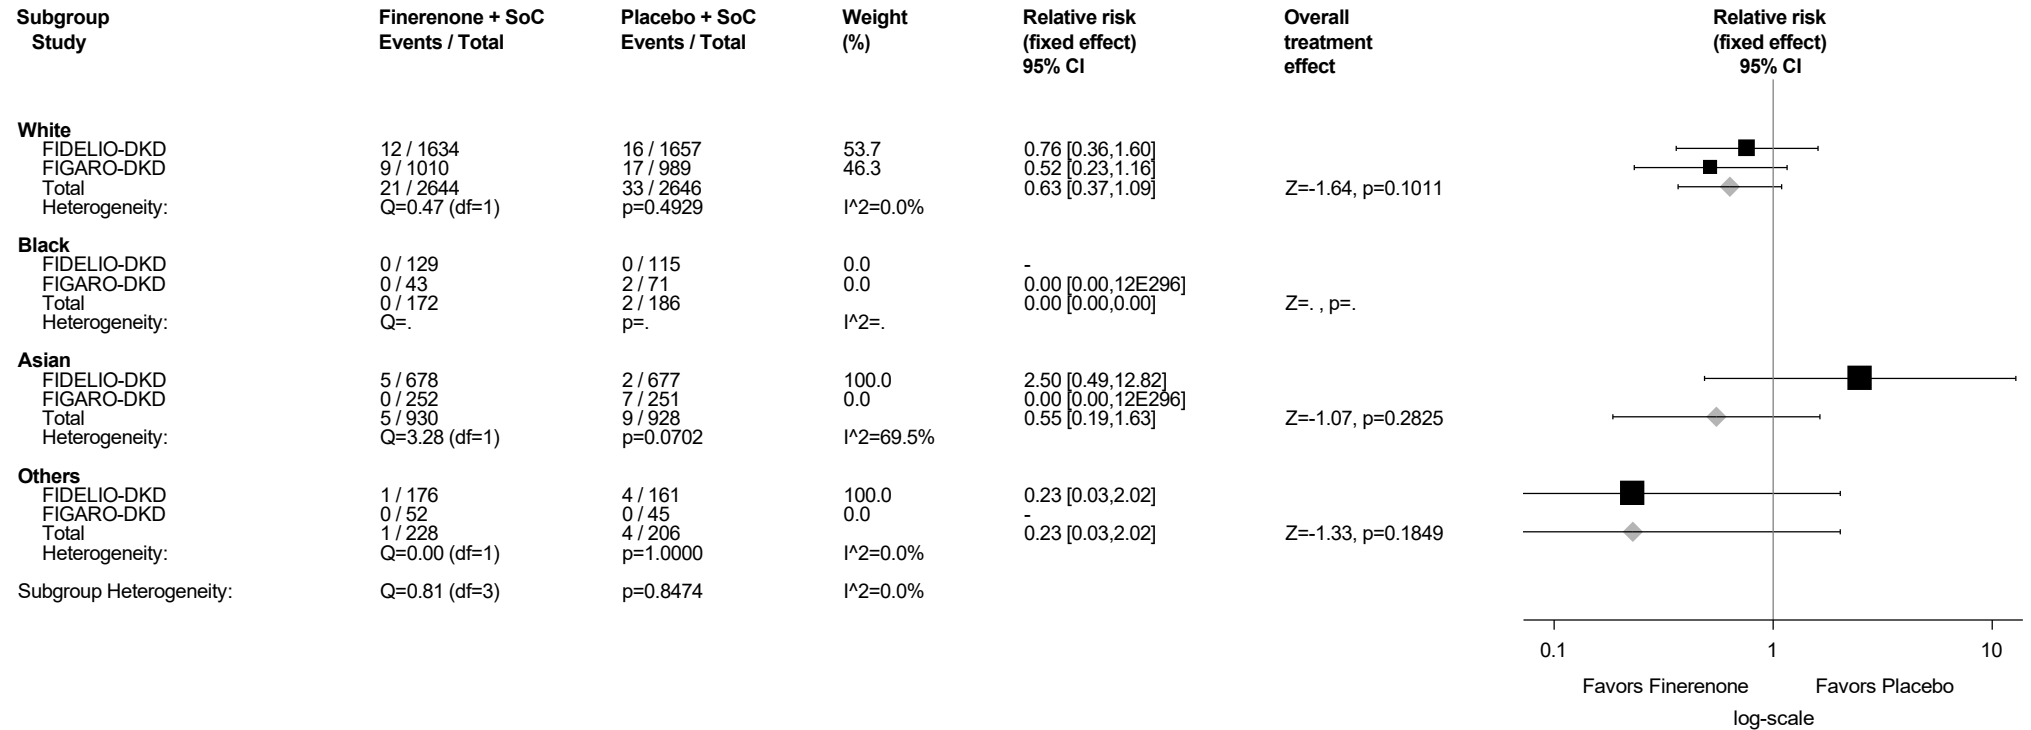 Subgroup Finerenone + SoC Placebo + SoC Weight Relative risk Overall Relative risk
Study Events / Total Events / Total (%) (fixed effect) treatment (fixed effect)
95% CI effect 95% CI
White
FIDELIO-DKD 12 / 1634 16 / 1657 53.7 0.76 [0.36,1.60]
FIGARO-DKD 9 / 1010 17 / 989 46.3 0.52 [0.23,1.16]
Total 21 / 2644 33 / 2646 0.63 [0.37,1.09] Z=-1.64, p=0.1011
Heterogeneity: Q=0.47 (df=1) p=0.4929 I^2=0.0%
Black
FIDELIO-DKD 0 / 129 0 / 115 0.0 -
FIGARO-DKD 0 / 43 2 / 71 0.0 0.00 [0.00,12E296]
Total 0 / 172 2 / 186 0.00 [0.00,0.00] Z=. , p=.
Heterogeneity: Q=. p=. I^2=.
Asian
FIDELIO-DKD 5 / 678 2 / 677 100.0 2.50 [0.49,12.82]
FIGARO-DKD 0 / 252 7 / 251 0.0 0.00 [0.00,12E296]
Total 5 / 930 9 / 928 0.55 [0.19,1.63] Z=-1.07, p=0.2825
Heterogeneity: Q=3.28 (df=1) p=0.0702 I^2=69.5%
Others
FIDELIO-DKD 1 / 176 4 / 161 100.0 0.23 [0.03,2.02]
FIGARO-DKD 0 / 52 0 / 45 0.0 -
Total 1 / 228 4 / 206 0.23 [0.03,2.02] Z=-1.33, p=0.1849
Heterogeneity: Q=0.00 (df=1) p=1.0000 I^2=0.0%
Subgroup Heterogeneity: Q=0.81 (df=3) p=0.8474 I^2=0.0%
0.1 1 10
Favors Finerenone Favors Placebo
log-scale